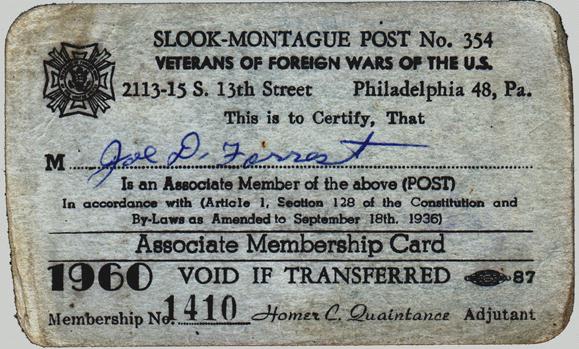 SLOOK-MONTAGUE POST No. 354
VETERANS OF FOREIGN WARS OF THE U.S.
2113-15 S. 13th Street Philadelphia 48, Pa.
This is to Certify, That
M Joe D. Forrest
Is an Associate Member of the above (POST)
In accordance with (Article 1, Section 128 of the Constitution and
By-Laws as Amended to September 18th, 1936)
Associate Membership Card
1960 VOID IF TRANSFERRED 87
Membership No. 1410 Homer C. Quaintance Adjutant